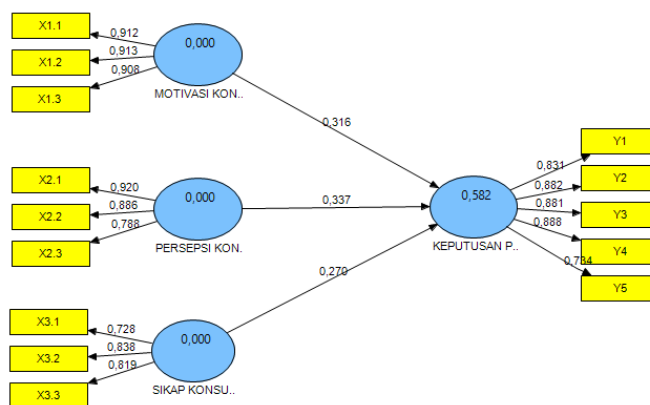 X1.1
0,912
X1.2
0,913
X1.3
0,908
0,000
MOTIVASI KON..
0,316
X2.1
0,920
X2.2
0,886
X2.3
0,788
0,000
PERSEPSI KON.
0,337
X3.1
0,728
X3.2
0,838
X3.3
0,819
0,000
SIKAP KONSU..
0,270
0,582
KEPUTUSAN P..
0,831
Y1
0,882
Y2
0,881
Y3
0,888
Y4
0,734
Y5